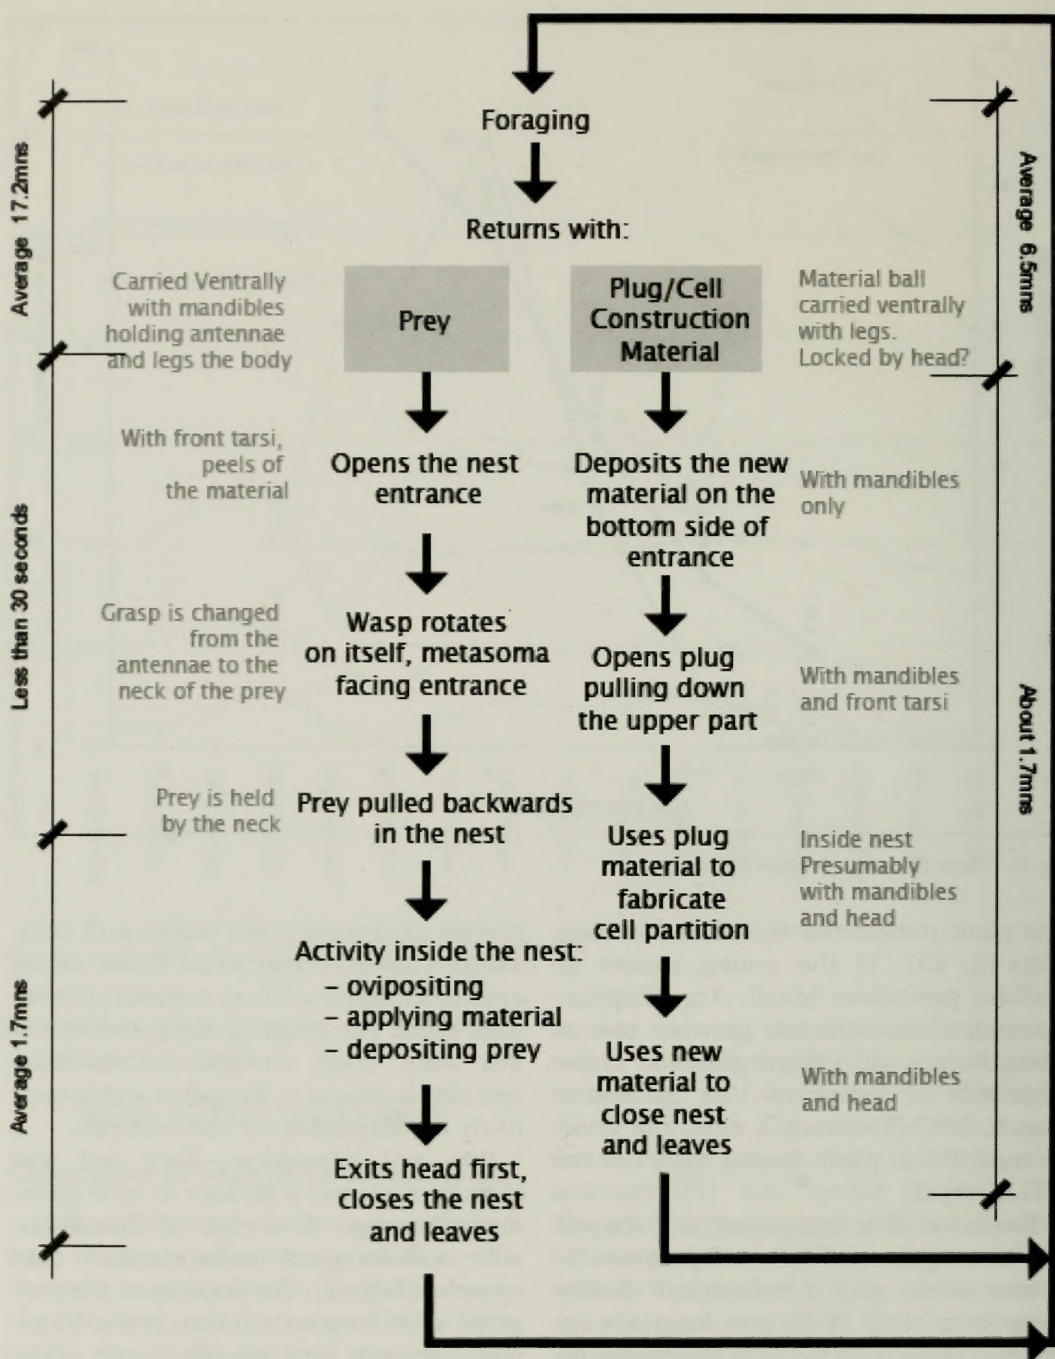 Foraging
Returns with:
Average 17.2mns
Less than 30 seconds
Average 1.7mns
Carried Ventrally
with mandibles
holding antennae
and legs the body
With front tarsi,
peels of
the material
Grasp is changed
from the
antennae to the
neck of the prey
Prey is held
by the neck
Prey
Opens the nest
entrance
Wasp rotates
on itself, metasoma
facing entrance
Prey pulled backwards
in the nest
Activity inside the nest:
– ovipositing
– applying material
– depositing prey
Exits head first,
closes the nest
and leaves
Plug/Cell
Construction
Material
Deposits the new
material on the
bottom side of
entrance
Opens plug
pulling down
the upper part
Uses plug
material to
fabricate
cell partition
Uses new
material to
close nest
and leaves
Material ball
carried ventrally
with legs.
Locked by head?
With mandibles
only
With mandibles
and front tarsi
Inside nest
Presumably
with mandibles
and head
With mandibles
and head
Average 6.5mns
About 1.7mns